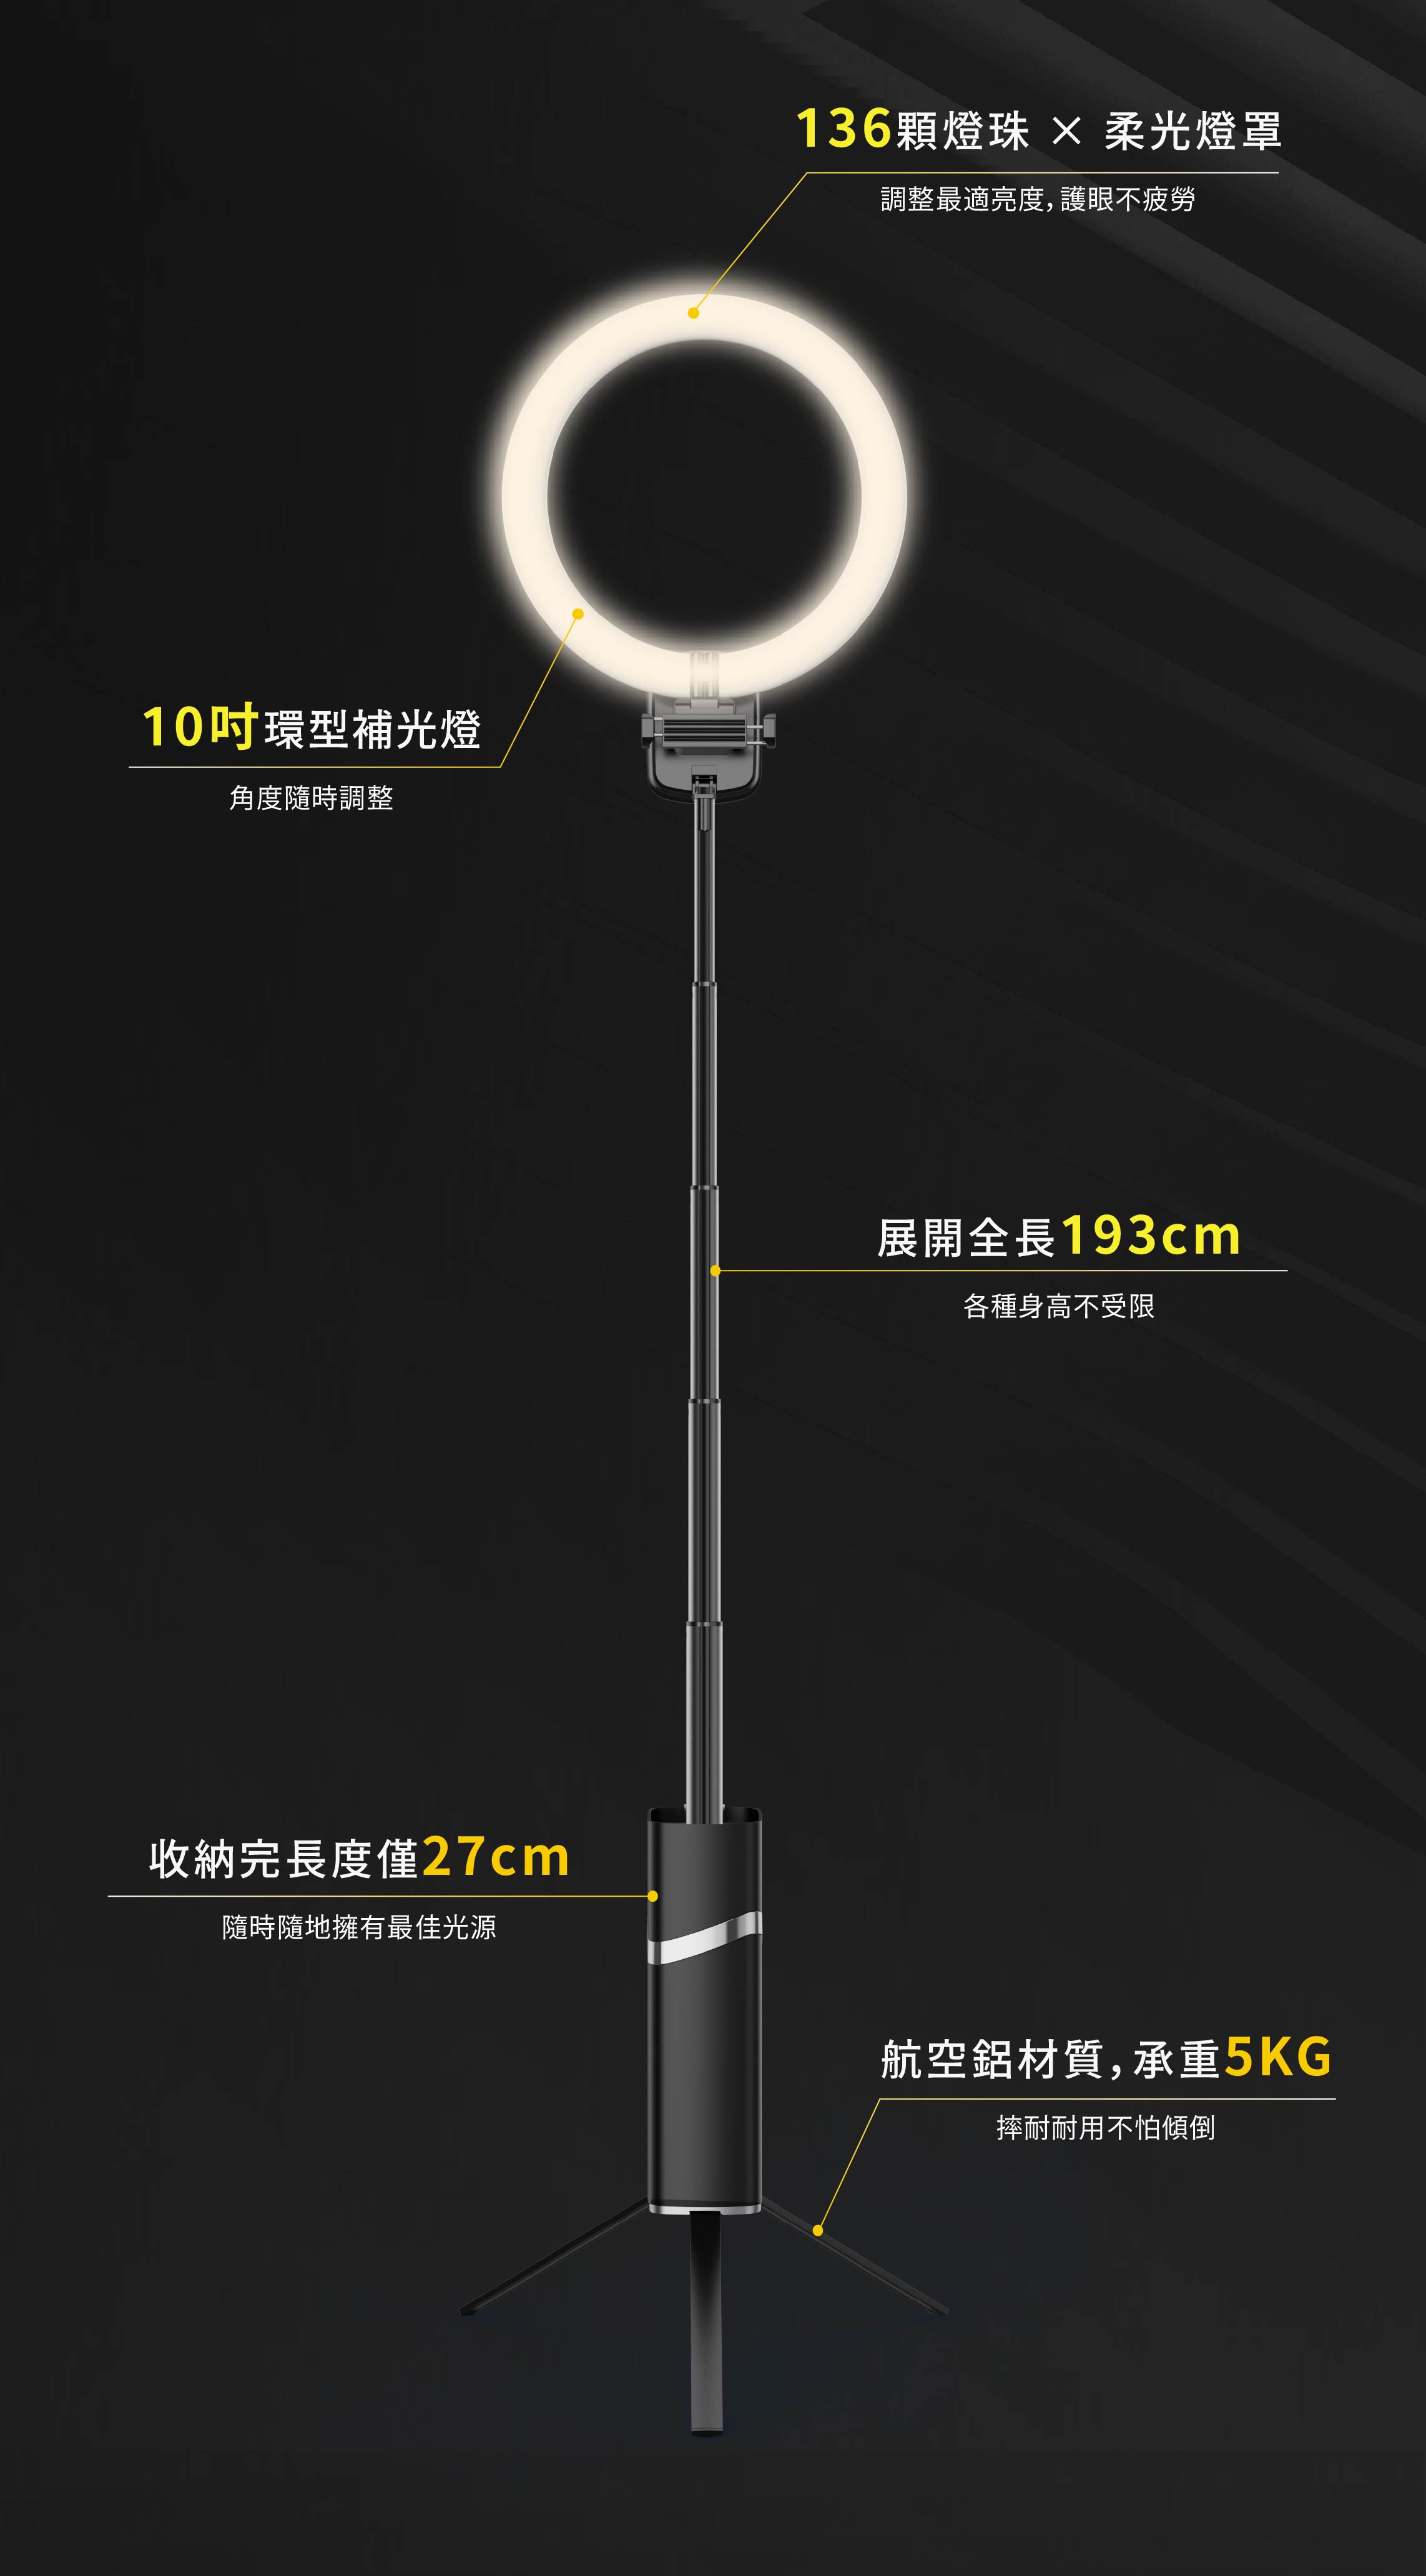 136顆燈珠 × 柔光燈罩
調整最適亮度,護眼不疲勞
10吋環型補光燈
角度隨時調整
展開全長193cm
各種身高不受限
收納完長度僅27cm
隨時隨地擁有最佳光源
航空鋁材質,承重5KG
摔耐耐用不怕傾倒